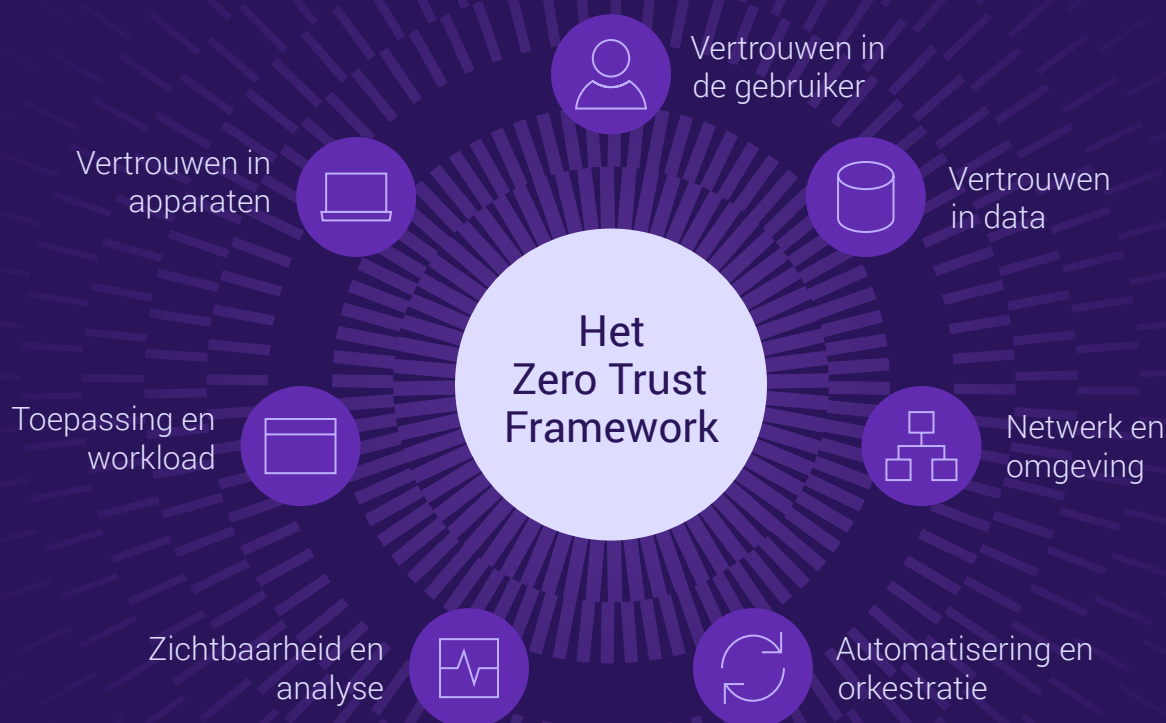 Vertrouwen in
de gebruiker
Vertrouwen in
apparaten
Vertrouwen
in data
Het
Zero Trust
Framework
Toepassing en
workload
Netwerk en
omgeving
Zichtbaarheid en
analyse
Automatisering en
orkestratie